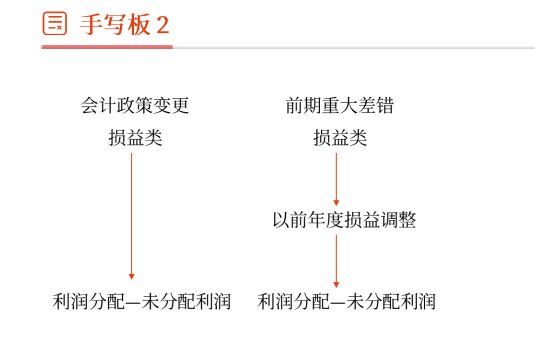 手写板 2
会计政策变更
损益类
利润分配—未分配利润
前期重大差错
损益类
以前年度损益调整
利润分配—未分配利润